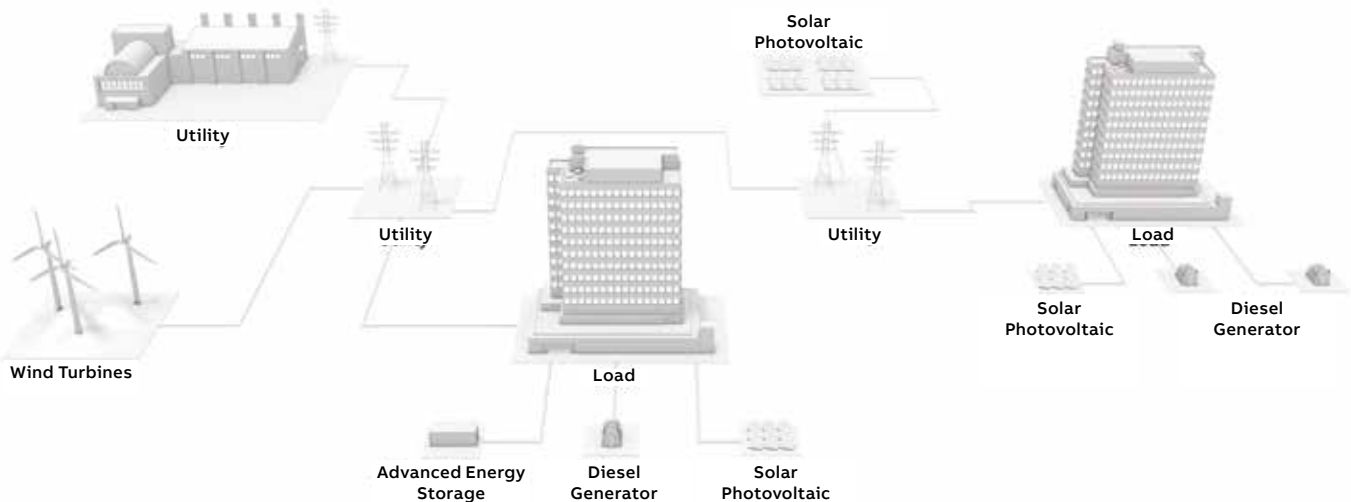 Solar
Photovoltaic
Utility
Utility
Utility
Load
Solar
Photovoltaic
Diesel
Generator
Wind Turbines
Load
Advanced Energy
Storage
Diesel
Generator
Solar
Photovoltaic